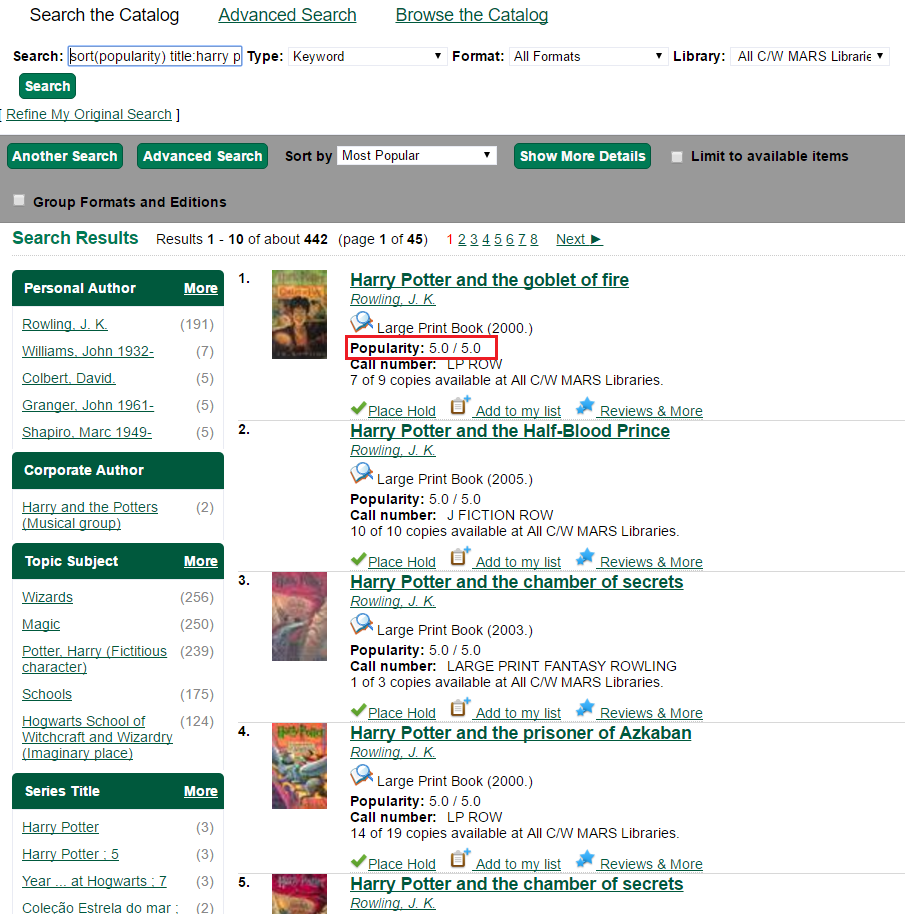 Search the Catalog Advanced Search Browse the Catalog
Search: sort(popularity) title:harry p Type: Keyword Format: All Formats Library: All C/W MARS Librarie
Search
[ Refine My Original Search ]
Another Search Advanced Search Sort by Most Popular Show More Details Limit to available items
Group Formats and Editions
Search Results Results 1 - 10 of about 442 (page 1 of 45) 1 2 3 4 5 6 7 8 Next ►
Personal Author More
Rowling, J. K. (191)
Williams, John 1932- (7)
Colbert, David. (5)
Granger, John 1961- (5)
Shapiro, Marc 1949- (5)
Corporate Author
Harry and the Potters (2)
(Musical group)
Topic Subject More
Wizards (256)
Magic (250)
Potter, Harry (Fictitious (239)
character)
Schools (175)
Hogwarts School of (124)
Witchcraft and Wizardry
(Imaginary place)
Series Title More
Harry Potter (3)
Harry Potter ; 5 (3)
Year ... at Hogwarts ; 7 (3)
Coleção Estrela do mar ; (2)
1. Harry Potter and the goblet of fire
Rowling, J. K.
Large Print Book (2000.)
Popularity: 5.0 / 5.0
Call number: LP ROW
7 of 9 copies available at All C/W MARS Libraries.
Place Hold Add to my list Reviews & More
2. Harry Potter and the Half-Blood Prince
Rowling, J. K.
Large Print Book (2005.)
Popularity: 5.0 / 5.0
Call number: J FICTION ROW
10 of 10 copies available at All C/W MARS Libraries.
Place Hold Add to my list Reviews & More
3. Harry Potter and the chamber of secrets
Rowling, J. K.
Large Print Book (2003.)
Popularity: 5.0 / 5.0
Call number: LARGE PRINT FANTASY ROWLING
1 of 3 copies available at All C/W MARS Libraries.
Place Hold Add to my list Reviews & More
4. Harry Potter and the prisoner of Azkaban
Rowling, J. K.
Large Print Book (2000.)
Popularity: 5.0 / 5.0
Call number: LP ROW
14 of 19 copies available at All C/W MARS Libraries.
Place Hold Add to my list Reviews & More
5. Harry Potter and the chamber of secrets
Rowling, J. K.